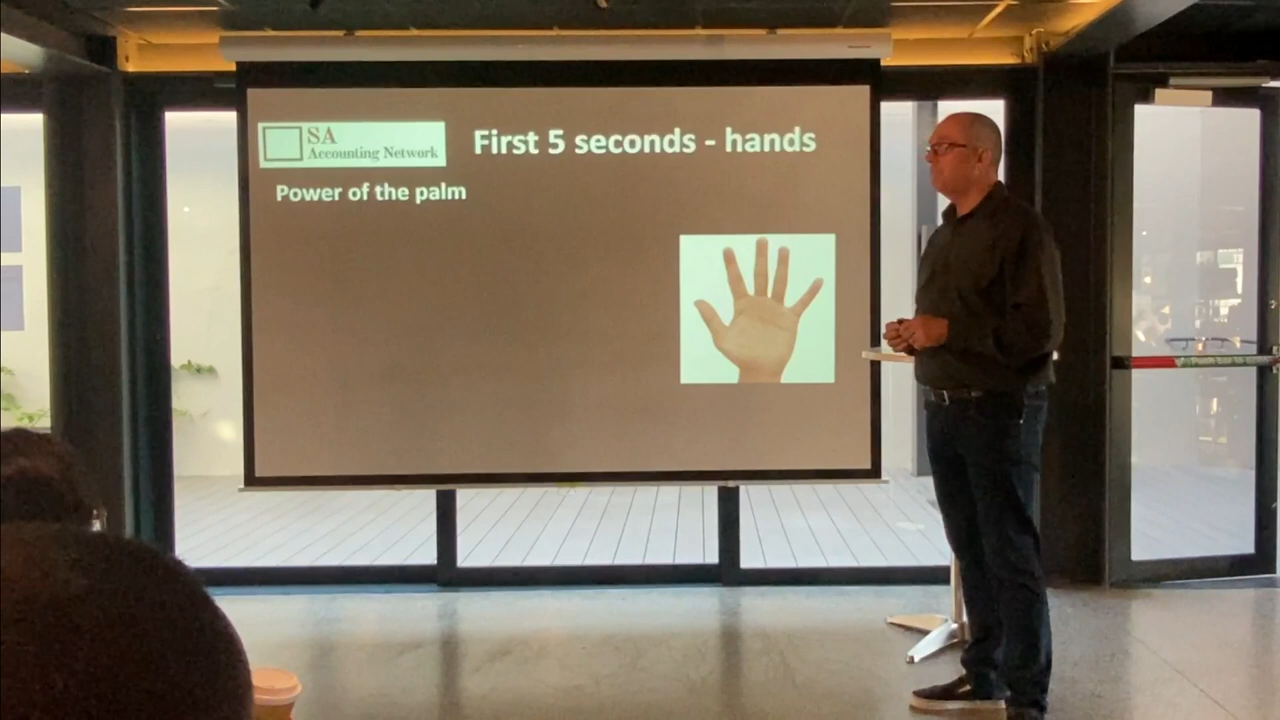 SA
Accounting Network
First 5 seconds - hands
Power of the palm